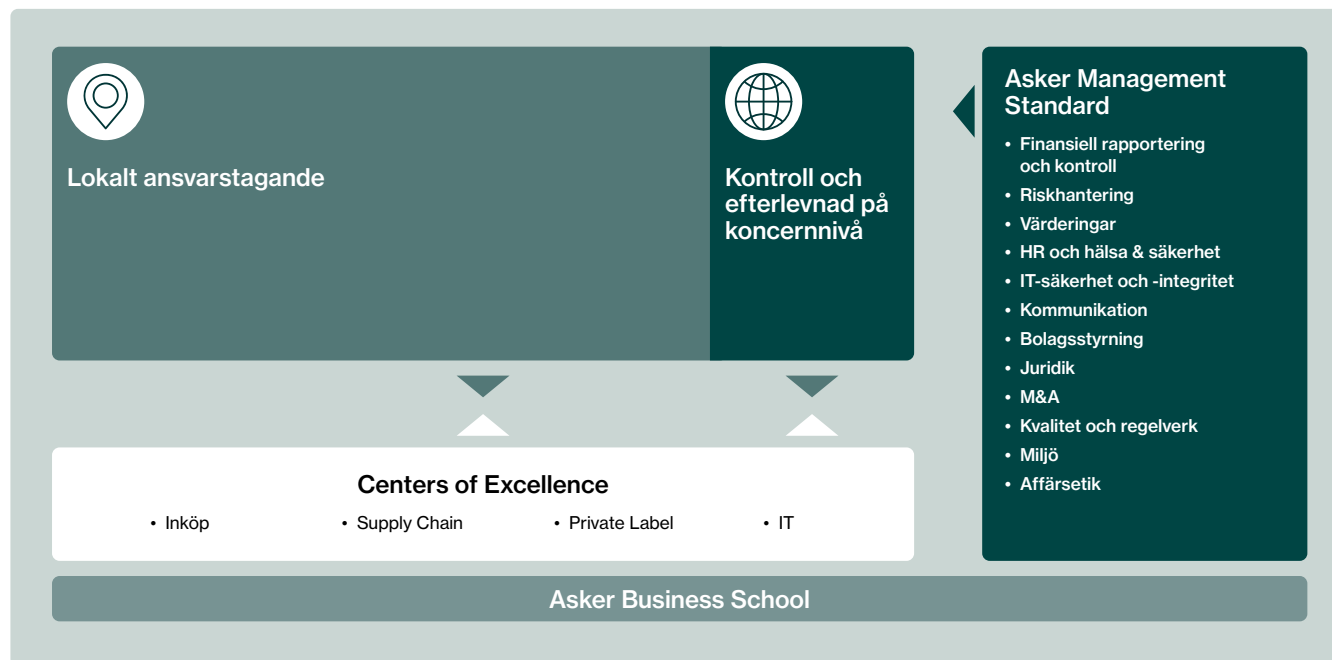 Lokalt ansvarstagande
Kontroll och
efterlevnad på
koncernnivå
Asker Management
Standard
• Finansiell rapportering
och kontroll
• Riskhantering
• Värderingar
• HR och hälsa & säkerhet
• IT-säkerhet och -integritet
• Kommunikation
• Bolagsstyrning
• Juridik
• M&A
• Kvalitet och regelverk
• Miljö
• Affärsetik
Centers of Excellence
• Inköp • Supply Chain • Private Label • IT
Asker Business School